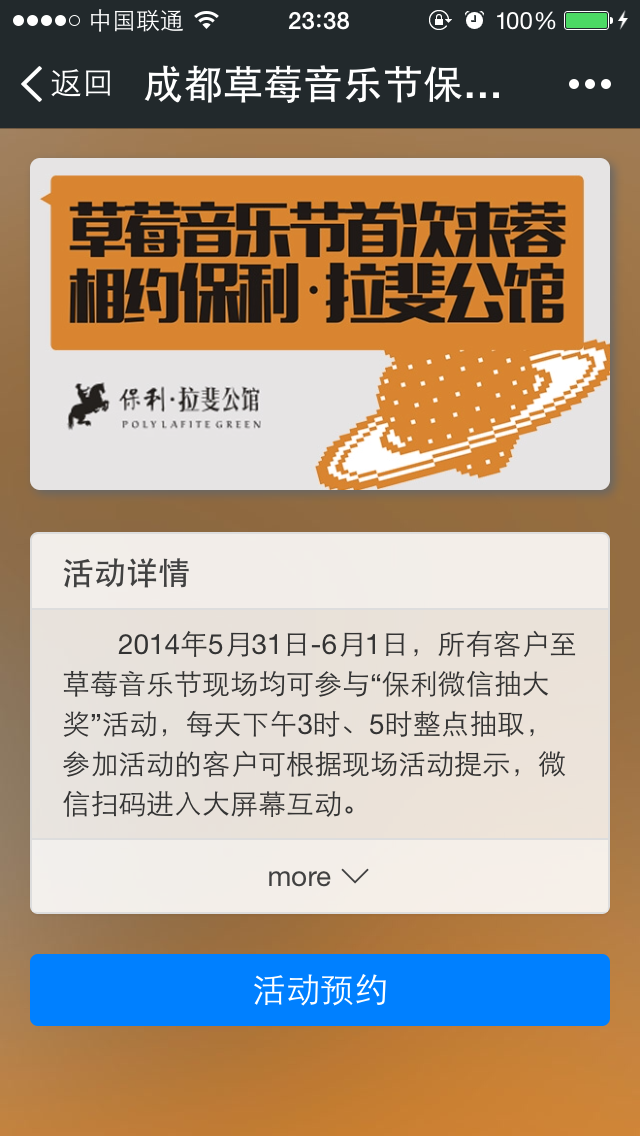 中国联通 23:38 100%
返回 成都草莓音乐节保...
草莓音乐节首次来蓉
相约保利·拉斐公馆
保利·拉斐公馆
POLY LAFITE GREEN
活动详情
2014年5月31日-6月1日，所有客户至
草莓音乐节现场均可参与“保利微信抽大
奖”活动，每天下午3时、5时整点抽取，
参加活动的客户可根据现场活动提示，微
信扫码进入大屏幕互动。
more
活动预约